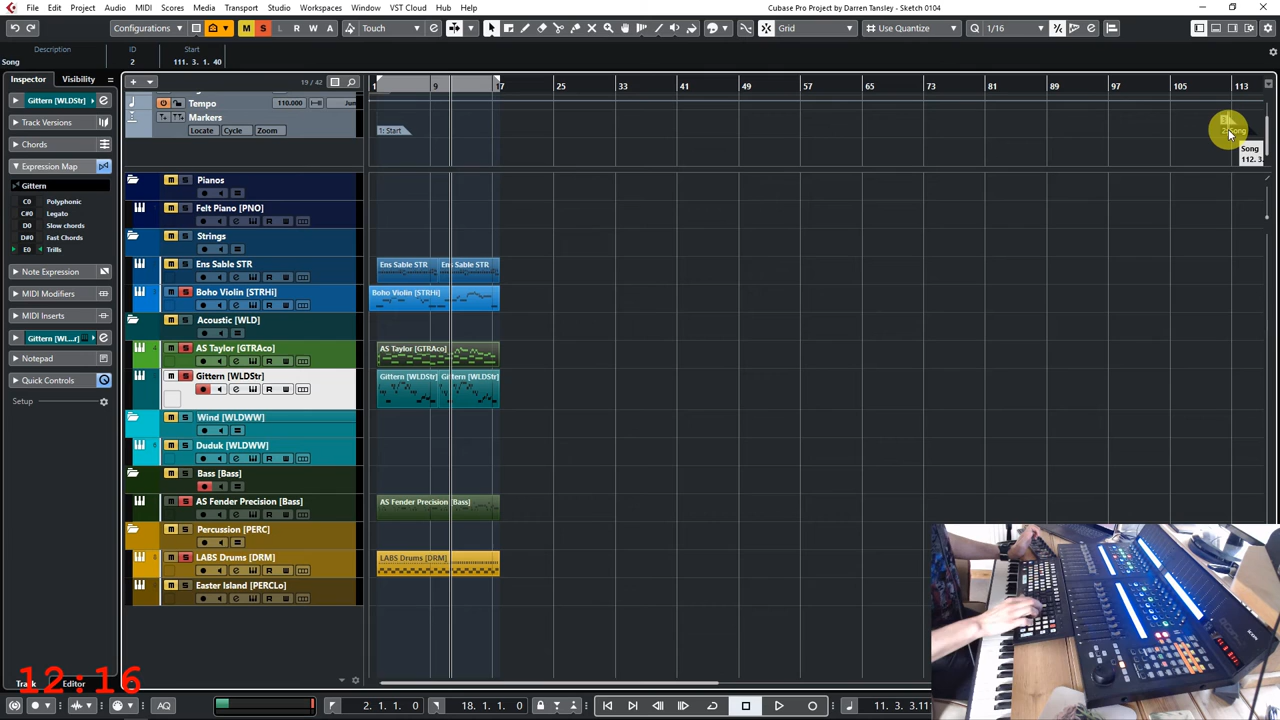 File Edit Project Audio MIDI Scores Media Transport Studio Workspaces Window VST Cloud Hub Help
Cubase Pro Project by Darren Tansley - Sketch 0104
Configurations M S L R W A Touch Grid Use Quantize 1/16
Description ID Start
Song 2 111. 3. 1. 40
Inspector Visibility
19 / 42
1 9 17 25 33 41 49 57 65 73 81 89 97 105 113
Gittern [WLDStr]
Track Versions
Chords
Expression Map
Gittern
C0 Polyphonic
C#0 Legato
D0 Slow chords
D#0 Fast Chords
E0 Trills
Note Expression
MIDI Modifiers
MIDI Inserts
Gittern [WL...r]
Notepad
Quick Controls
Setup
Tempo 110.000
Markers
Locate Cycle Zoom
1: Start
2: Song
Song
112. 3.
Pianos
Felt Piano [PNO]
Strings
Ens Sable STR
Ens Sable STR Ens Sable STR
Boho Violin [STRHi]
Boho Violin [STRHi]
Acoustic [WLD]
AS Taylor [GTRAco]
AS Taylor [GTRAco]
Gittern [WLDStr]
Gittern [WLDStr] Gittern [WLDStr]
Wind [WLDWW]
Duduk [WLDWW]
Bass [Bass]
AS Fender Precision [Bass]
AS Fender Precision [Bass]
Percussion [PERC]
LABS Drums [DRM]
LABS Drums [DRM]
Easter Island [PERCLo]
12:16
Track Editor
AQ 2. 1. 1. 0 18. 1. 1. 0 11. 3. 3.111